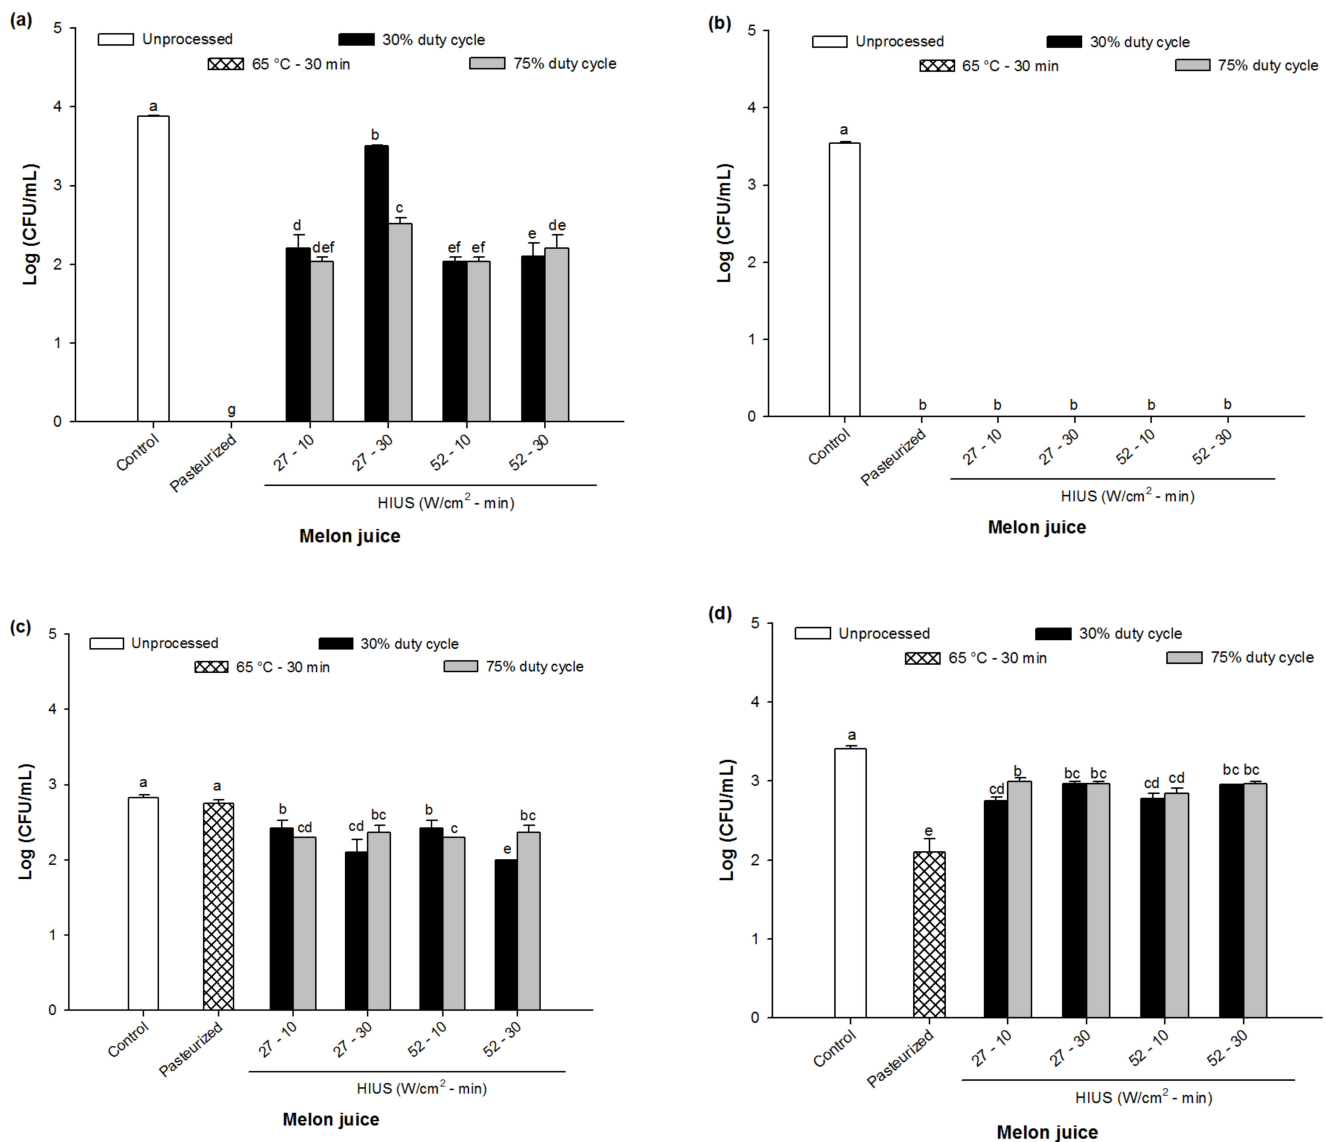 (a)
Unprocessed
30% duty cycle
65 °C - 30 min
75% duty cycle
Log (CFU/mL)
5
4
3
2
1
0
a
g
d
def
b
c
ef
ef
e
de
Control
Pasteurized
27 - 10
27 - 30
52 - 10
52 - 30
HIUS (W/cm² - min)
Melon juice
(b)
Unprocessed
30% duty cycle
65 °C - 30 min
75% duty cycle
Log (CFU/mL)
5
4
3
2
1
0
a
b
b
b
b
b
Control
Pasteurized
27 - 10
27 - 30
52 - 10
52 - 30
HIUS (W/cm² - min)
Melon juice
(c)
Unprocessed
30% duty cycle
65 °C - 30 min
75% duty cycle
Log (CFU/mL)
5
4
3
2
1
0
a
a
b
cd
cd
bc
b
c
e
bc
Control
Pasteurized
27 - 10
27 - 30
52 - 10
52 - 30
HIUS (W/cm² - min)
Melon juice
(d)
Unprocessed
30% duty cycle
65 °C - 30 min
75% duty cycle
Log (CFU/mL)
5
4
3
2
1
0
a
e
cd
b
bc
bc
cd
cd
bc
bc
Control
Pasteurized
27 - 10
27 - 30
52 - 10
52 - 30
HIUS (W/cm² - min)
Melon juice